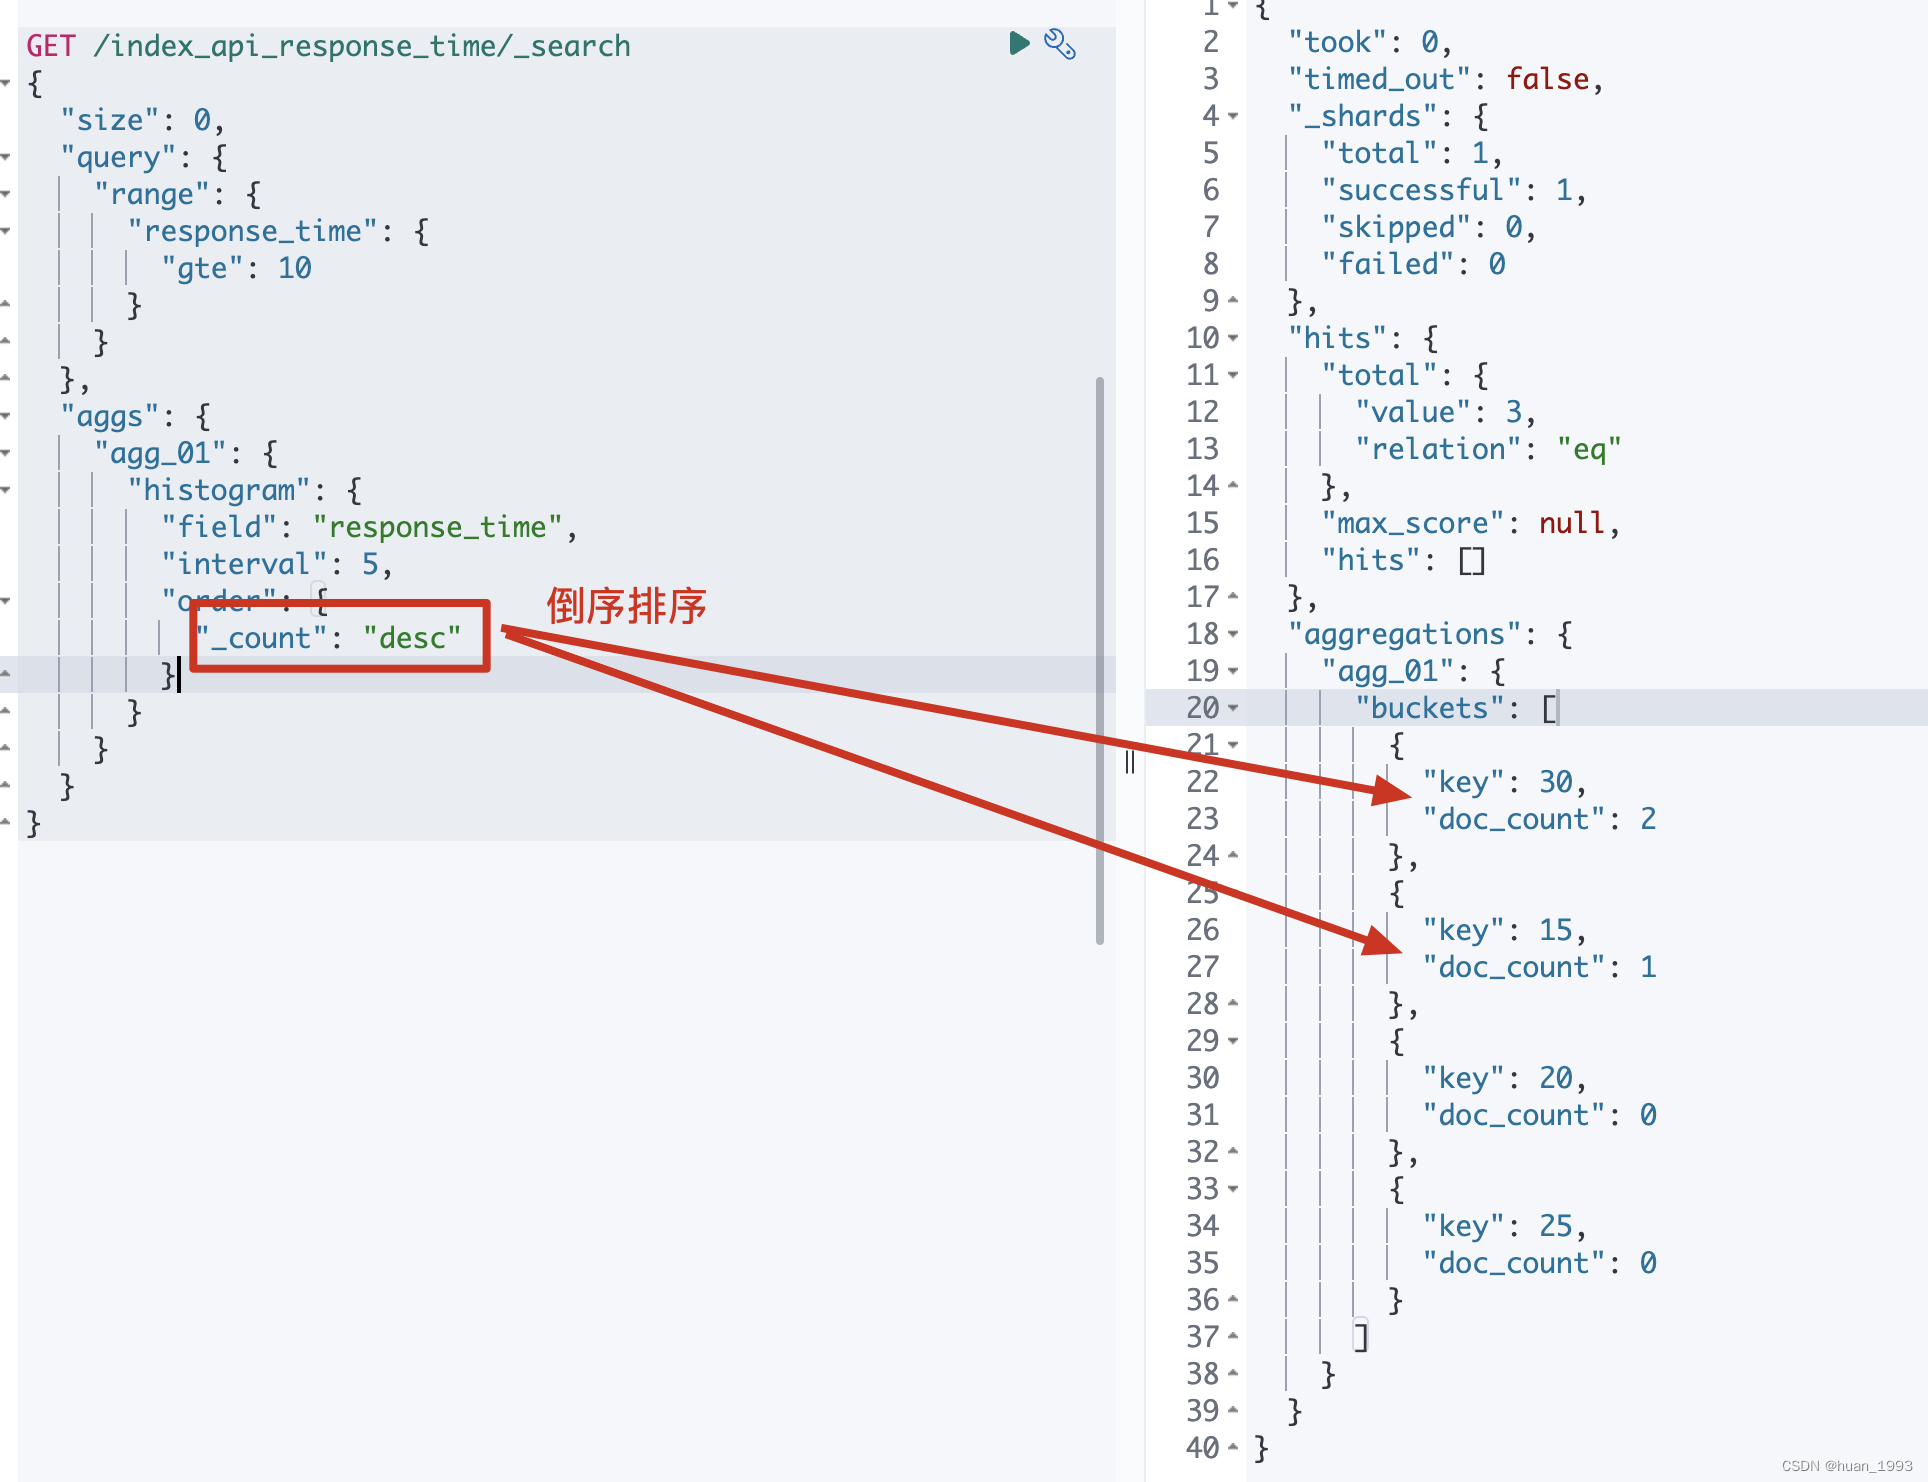 GET /index_api_response_time/_search
{
  "size": 0,
  "query": {
    "range": {
      "response_time": {
        "gte": 10
      }
    }
  },
  "aggs": {
    "agg_01": {
      "histogram": {
        "field": "response_time",
        "interval": 5,
        "order": {
          "_count": "desc"
        }
      }
    }
  }
}
倒序排序
1 {
2   "took": 0,
3   "timed_out": false,
4   "_shards": {
5     "total": 1,
6     "successful": 1,
7     "skipped": 0,
8     "failed": 0
9   },
10   "hits": {
11     "total": {
12       "value": 3,
13       "relation": "eq"
14     },
15     "max_score": null,
16     "hits": []
17   },
18   "aggregations": {
19     "agg_01": {
20       "buckets": [
21         {
22           "key": 30,
23           "doc_count": 2
24         },
25         {
26           "key": 15,
27           "doc_count": 1
28         },
29         {
30           "key": 20,
31           "doc_count": 0
32         },
33         {
34           "key": 25,
35           "doc_count": 0
36         }
37       ]
38     }
39   }
40 }
CSDN @huan_1993